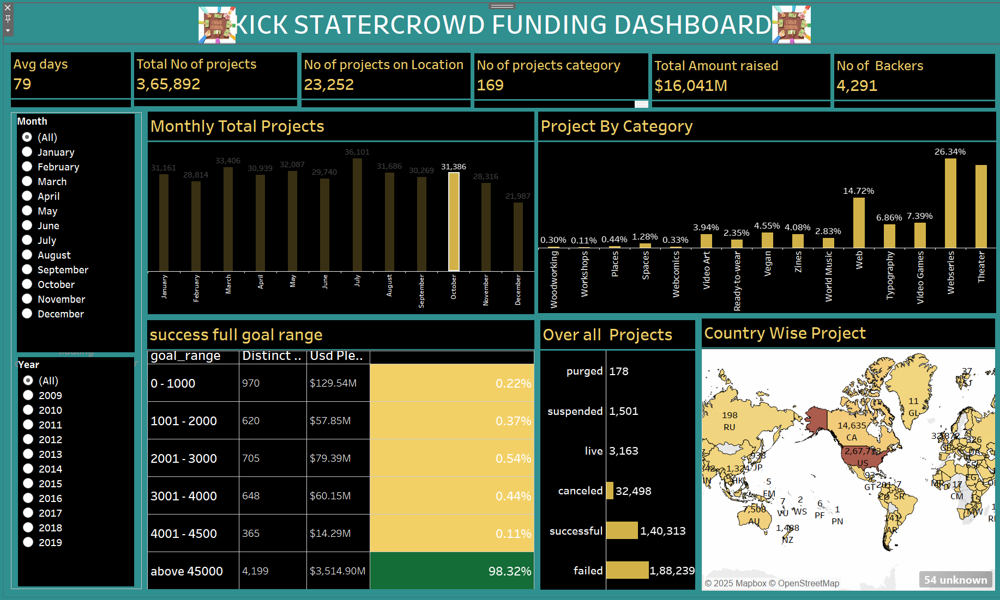 KICK STATERCROWD FUNDING DASHBOARD
CROWD
FUNDING
CROWD
FUNDING
Avg days
79
Total No of projects
3,65,892
No of projects on Location
23,252
No of projects category
169
Total Amount raised
$16,041M
No of  Backers
4,291
Month
(All)
January
February
March
April
May
June
July
August
September
October
November
December
Year
(All)
2009
2010
2011
2012
2013
2014
2015
2016
2017
2018
2019
Monthly Total Projects
31,161
28,814
33,406
30,939
32,087
29,740
36,101
31,686
30,269
31,386
28,316
21,987
January
February
March
April
May
June
July
August
September
October
November
December
Project By Category
0.30%
0.11%
0.44%
1.28%
0.33%
3.94%
2.35%
4.55%
4.08%
2.83%
14.72%
6.86%
7.39%
26.34%
Woodworking
Workshops
Places
Spaces
Webcomics
Video Art
Ready-to-wear
Vegan
Zines
World Music
Web
Typography
Video Games
Webseries
Theater
success full goal range
goal_range Distinct .. Usd Ple..
0 - 1000 970 $129.54M 0.22%
1001 - 2000 620 $57.85M 0.37%
2001 - 3000 705 $79.39M 0.54%
3001 - 4000 648 $60.15M 0.44%
4001 - 4500 365 $14.29M 0.11%
above 45000 4,199 $3,514.90M 98.32%
Over all  Projects
purged 178
suspended 1,501
live 3,163
canceled 32,498
successful 1,40,313
failed 1,88,239
Country Wise Project
37
SJ
11
GL
198
RU
14,635
CA
US
326
UA
938
JP
1,324
HK
IN
93
GT
201
CO
7
SR
EG
17
CM
15
MW
5
FM
7
VU
2
WS
6
PF
1
PN
7,508
AU
1,488
NZ
141
AR
GB
© 2025 Mapbox © OpenStreetMap
54 unknown